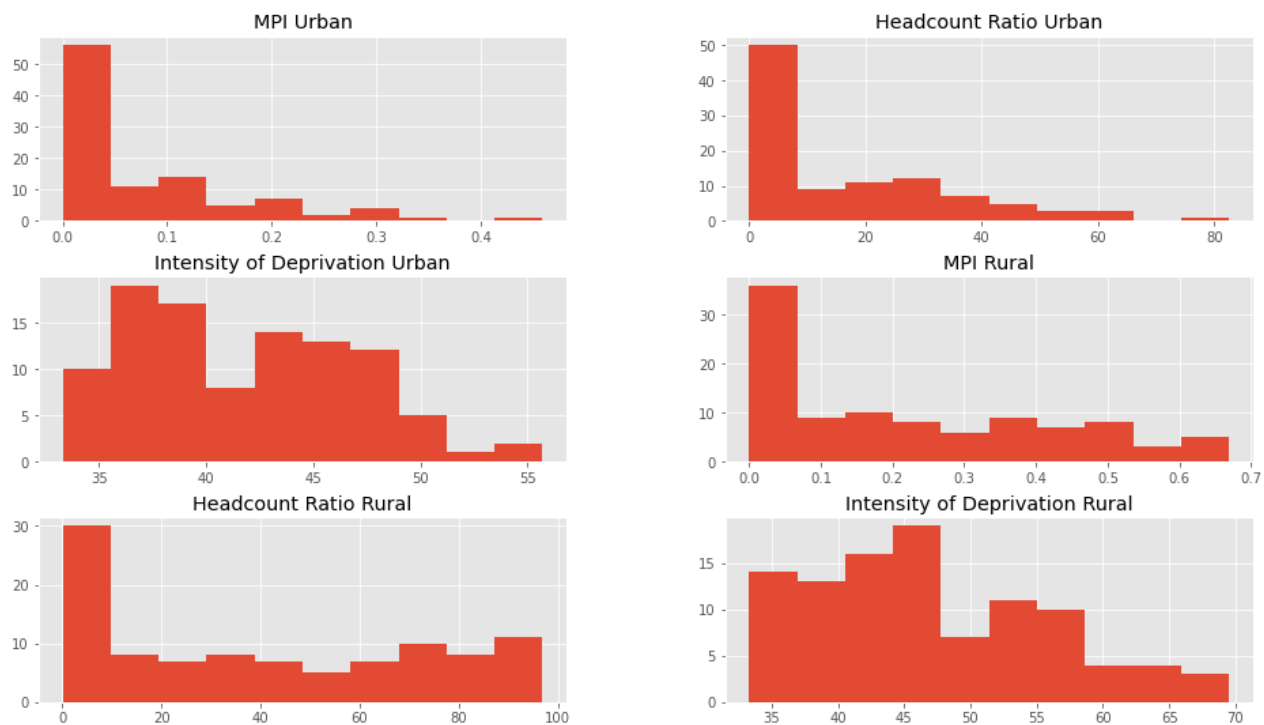 MPI Urban
50
40
30
20
10
0
0.0 0.1 0.2 0.3 0.4
Headcount Ratio Urban
50
40
30
20
10
0
0 20 40 60 80
Intensity of Deprivation Urban
15
10
5
0
35 40 45 50 55
MPI Rural
30
20
10
0
0.0 0.1 0.2 0.3 0.4 0.5 0.6 0.7
Headcount Ratio Rural
30
20
10
0
0 20 40 60 80 100
Intensity of Deprivation Rural
15
10
5
0
35 40 45 50 55 60 65 70